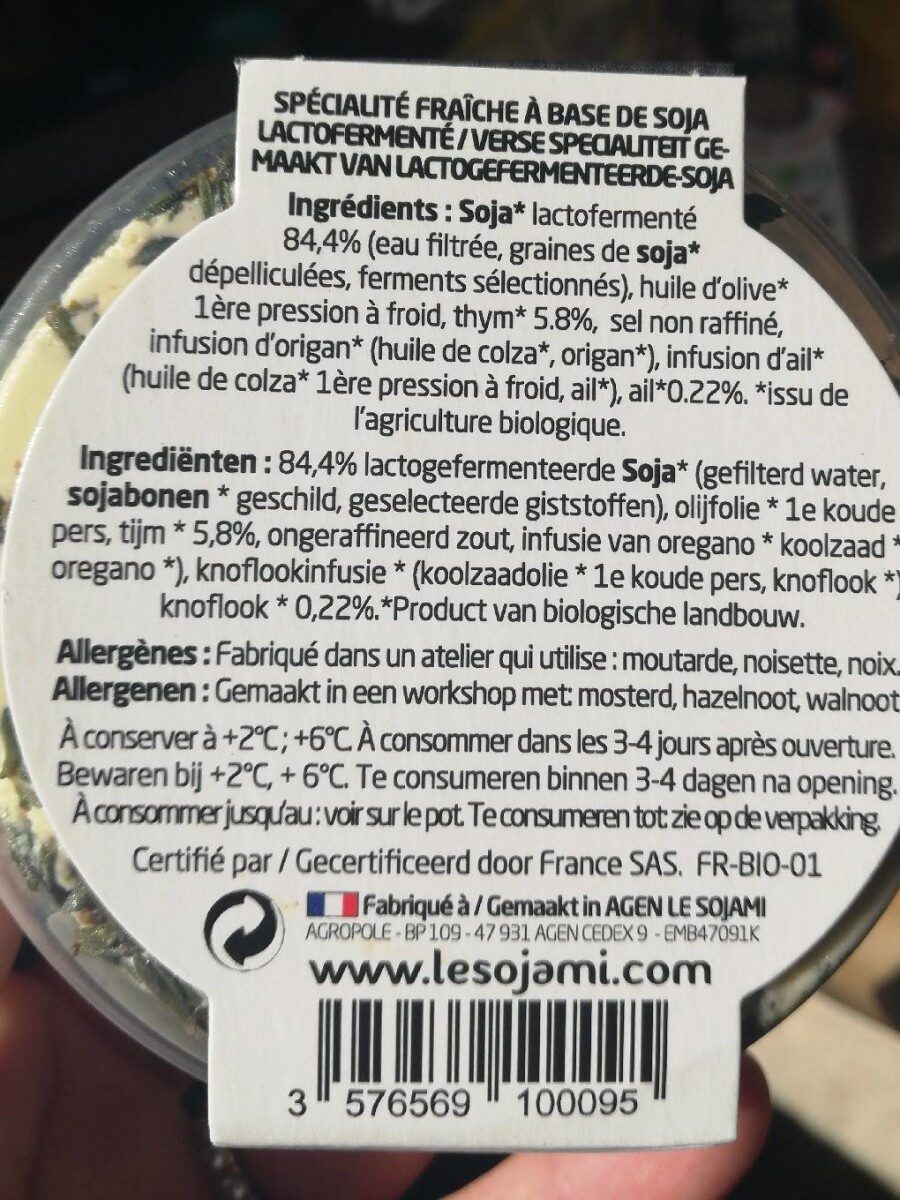 SPÉCIALITÉ FRAÎCHE À BASE DE SOJA
LACTOFERMENTÉ / VERSE SPECIALITEIT GE-
MAAKT VAN LACTOGEFERMENTEERDE-SOJA
Ingrédients : Soja* lactofermenté
84,4% (eau filtrée, graines de soja*
dépelliculées, ferments sélectionnés), huile d'olive*
1ère pression à froid, thym* 5.8%, sel non raffiné,
infusion d'origan* (huile de colza*, origan*), infusion d'ail*
(huile de colza* 1ère pression à froid, ail*), ail*0.22%. *issu de
l'agriculture biologique.
Ingrediënten : 84,4% lactogefermenteerde Soja* (gefilterd water,
sojabonen * geschild, geselecteerde giststoffen), olijfolie * 1e koude
pers, tijm * 5,8%, ongeraffineerd zout, infusie van oregano * koolzaad *
oregano *), knoflookinfusie * (koolzaadolie * 1e koude pers, knoflook *)
knoflook * 0,22%.*Product van biologische landbouw.
Allergènes : Fabriqué dans un atelier qui utilise : moutarde, noisette, noix.
Allergenen : Gemaakt in een workshop met: mosterd, hazelnoot, walnoot
À conserver à +2°C ; +6°C. À consommer dans les 3-4 jours après ouverture.
Bewaren bij +2°C, + 6°C. Te consumeren binnen 3-4 dagen na opening.
À consommer jusqu'au : voir sur le pot. Te consumeren tot: zie op de verpakking.
Certifié par / Gecertificeerd door France SAS. FR-BIO-01
Fabriqué à / Gemaakt in AGEN LE SOJAMI
AGROPOLE - BP 109 - 47 931 AGEN CEDEX 9 - EMB47091K
www.lesojami.com
3 576569 100095